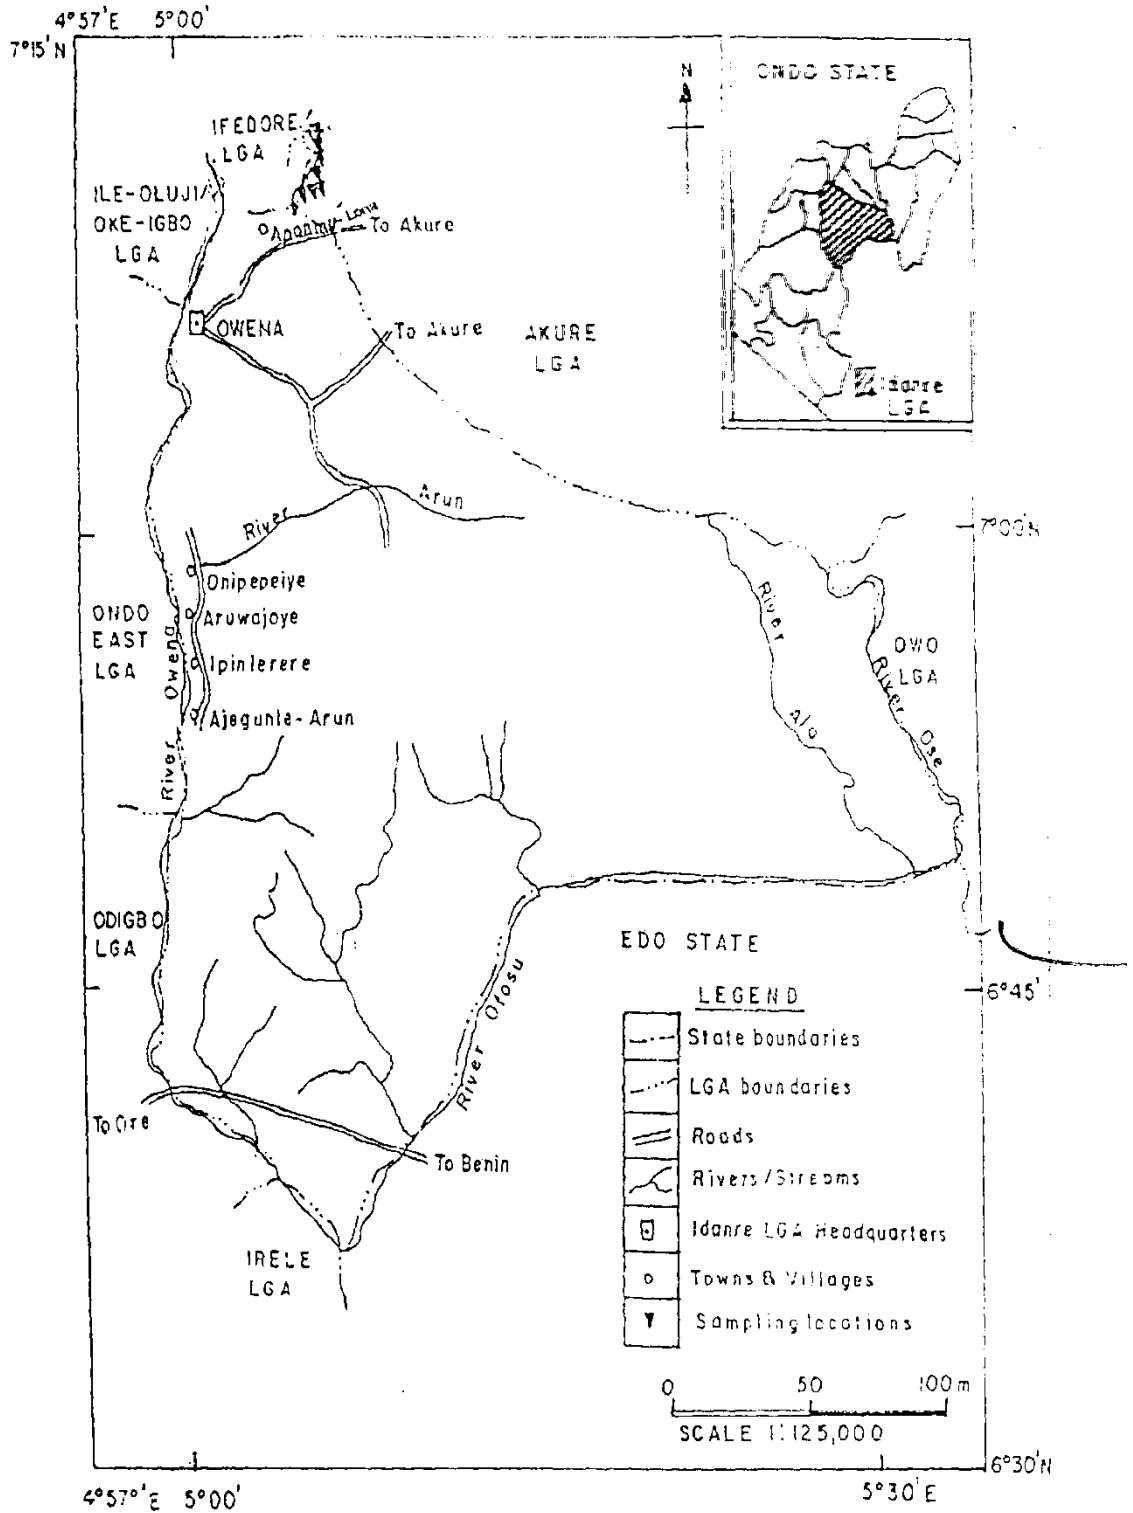 4°57'E 5°00'
7°15'N
N
ONDO STATE
IFEDORE
LGA
ILE-OLUJI/
OKE-IGBO
LGA
To Akure
OWENA
To Akure
AKURE
LGA
Idanre
LGA
River Arun
7°00'N
Onipepeiye
ONDO
EAST
LGA
Aruwajoye
Ipinlerere
Ajegunle-Arun
River Owena
River Ala
OWO
LGA
River Ose
ODIGBO
LGA
EDO STATE
River Ofosu
6°45'
LEGEND
State boundaries
LGA boundaries
Roads
Rivers/Streams
Idanre LGA Headquarters
Towns & Villages
Sampling locations
To Ore
To Benin
IRELE
LGA
0 50 100m
SCALE 1:125,000
6°30'N
4°57°'E 5°00'
5°30'E